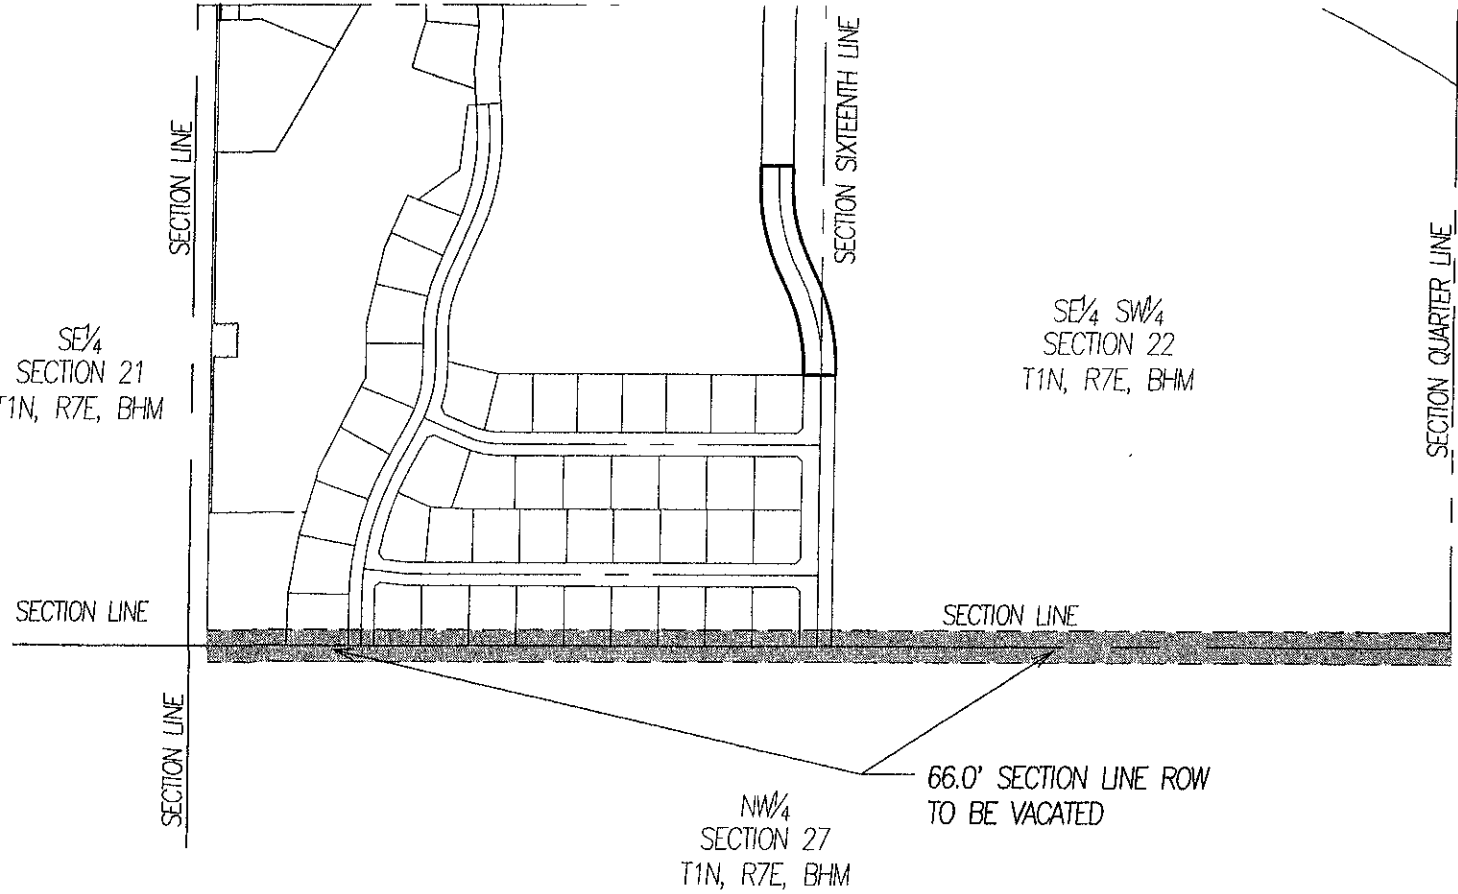 SECTION LINE
SECTION SIXTEENTH LINE
SECTION QUARTER LINE
SE1/4
SECTION 21
T1N, R7E, BHM
SE1/4 SW1/4
SECTION 22
T1N, R7E, BHM
SECTION LINE
SECTION LINE
SECTION LINE
66.0' SECTION LINE ROW
TO BE VACATED
NW1/4
SECTION 27
T1N, R7E, BHM